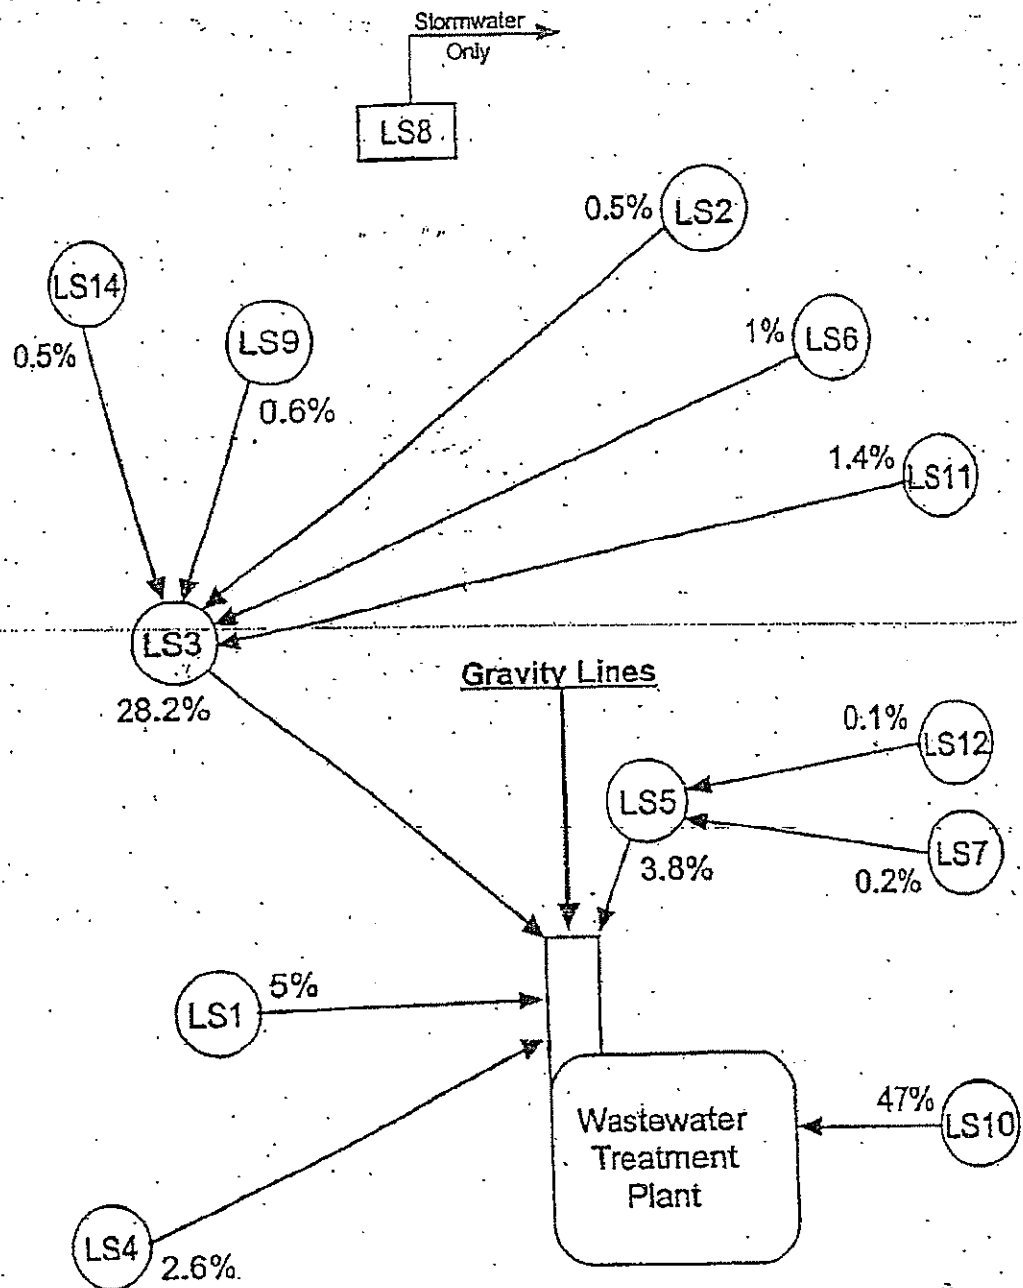 Stormwater
Only
LS8
0.5%
LS2
LS14
0.5%
LS9
0.6%
1%
LS6
1.4%
LS11
LS3
28.2%
Gravity Lines
0.1%
LS12
LS5
3.8%
LS7
0.2%
LS1
5%
Wastewater
Treatment
Plant
47%
LS10
LS4
2.6%